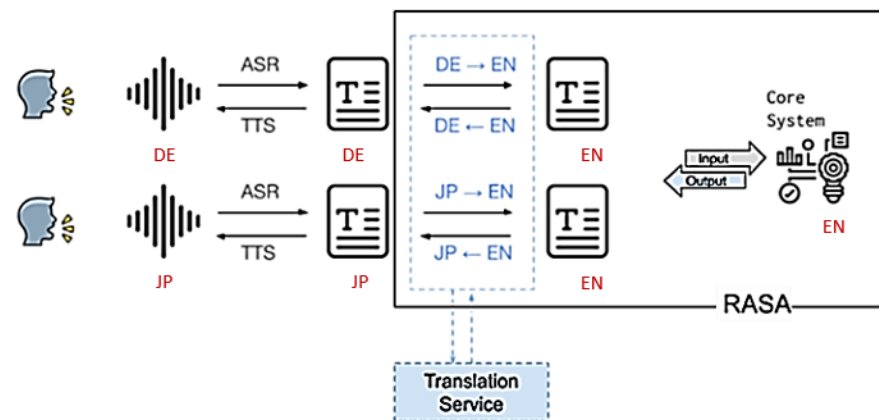 ASR
TTS
DE
T
DE
DE → EN
DE ← EN
T
EN
Core
System
Input
Output
EN
ASR
TTS
JP
T
JP
JP → EN
JP ← EN
T
EN
RASA
Translation
Service